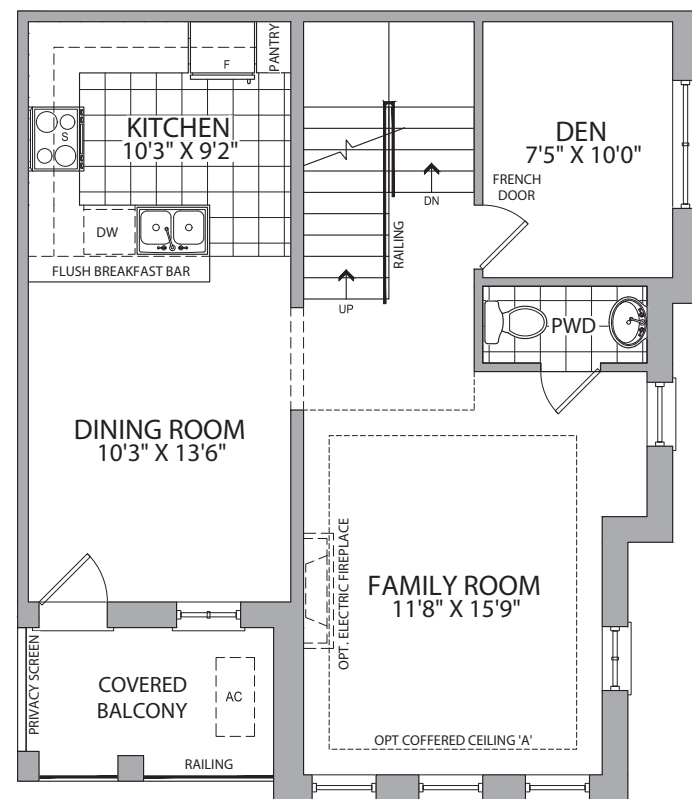 PANTRY
F
KITCHEN
10'3" X 9'2"
S
DW
FLUSH BREAKFAST BAR
DEN
7'5" X 10'0"
FRENCH
DOOR
DN
RAILING
UP
PWD
DINING ROOM
10'3" X 13'6"
OPT. ELECTRIC FIREPLACE
FAMILY ROOM
11'8" X 15'9"
OPT COFFERED CEILING 'A'
PRIVACY SCREEN
COVERED
BALCONY
AC
RAILING